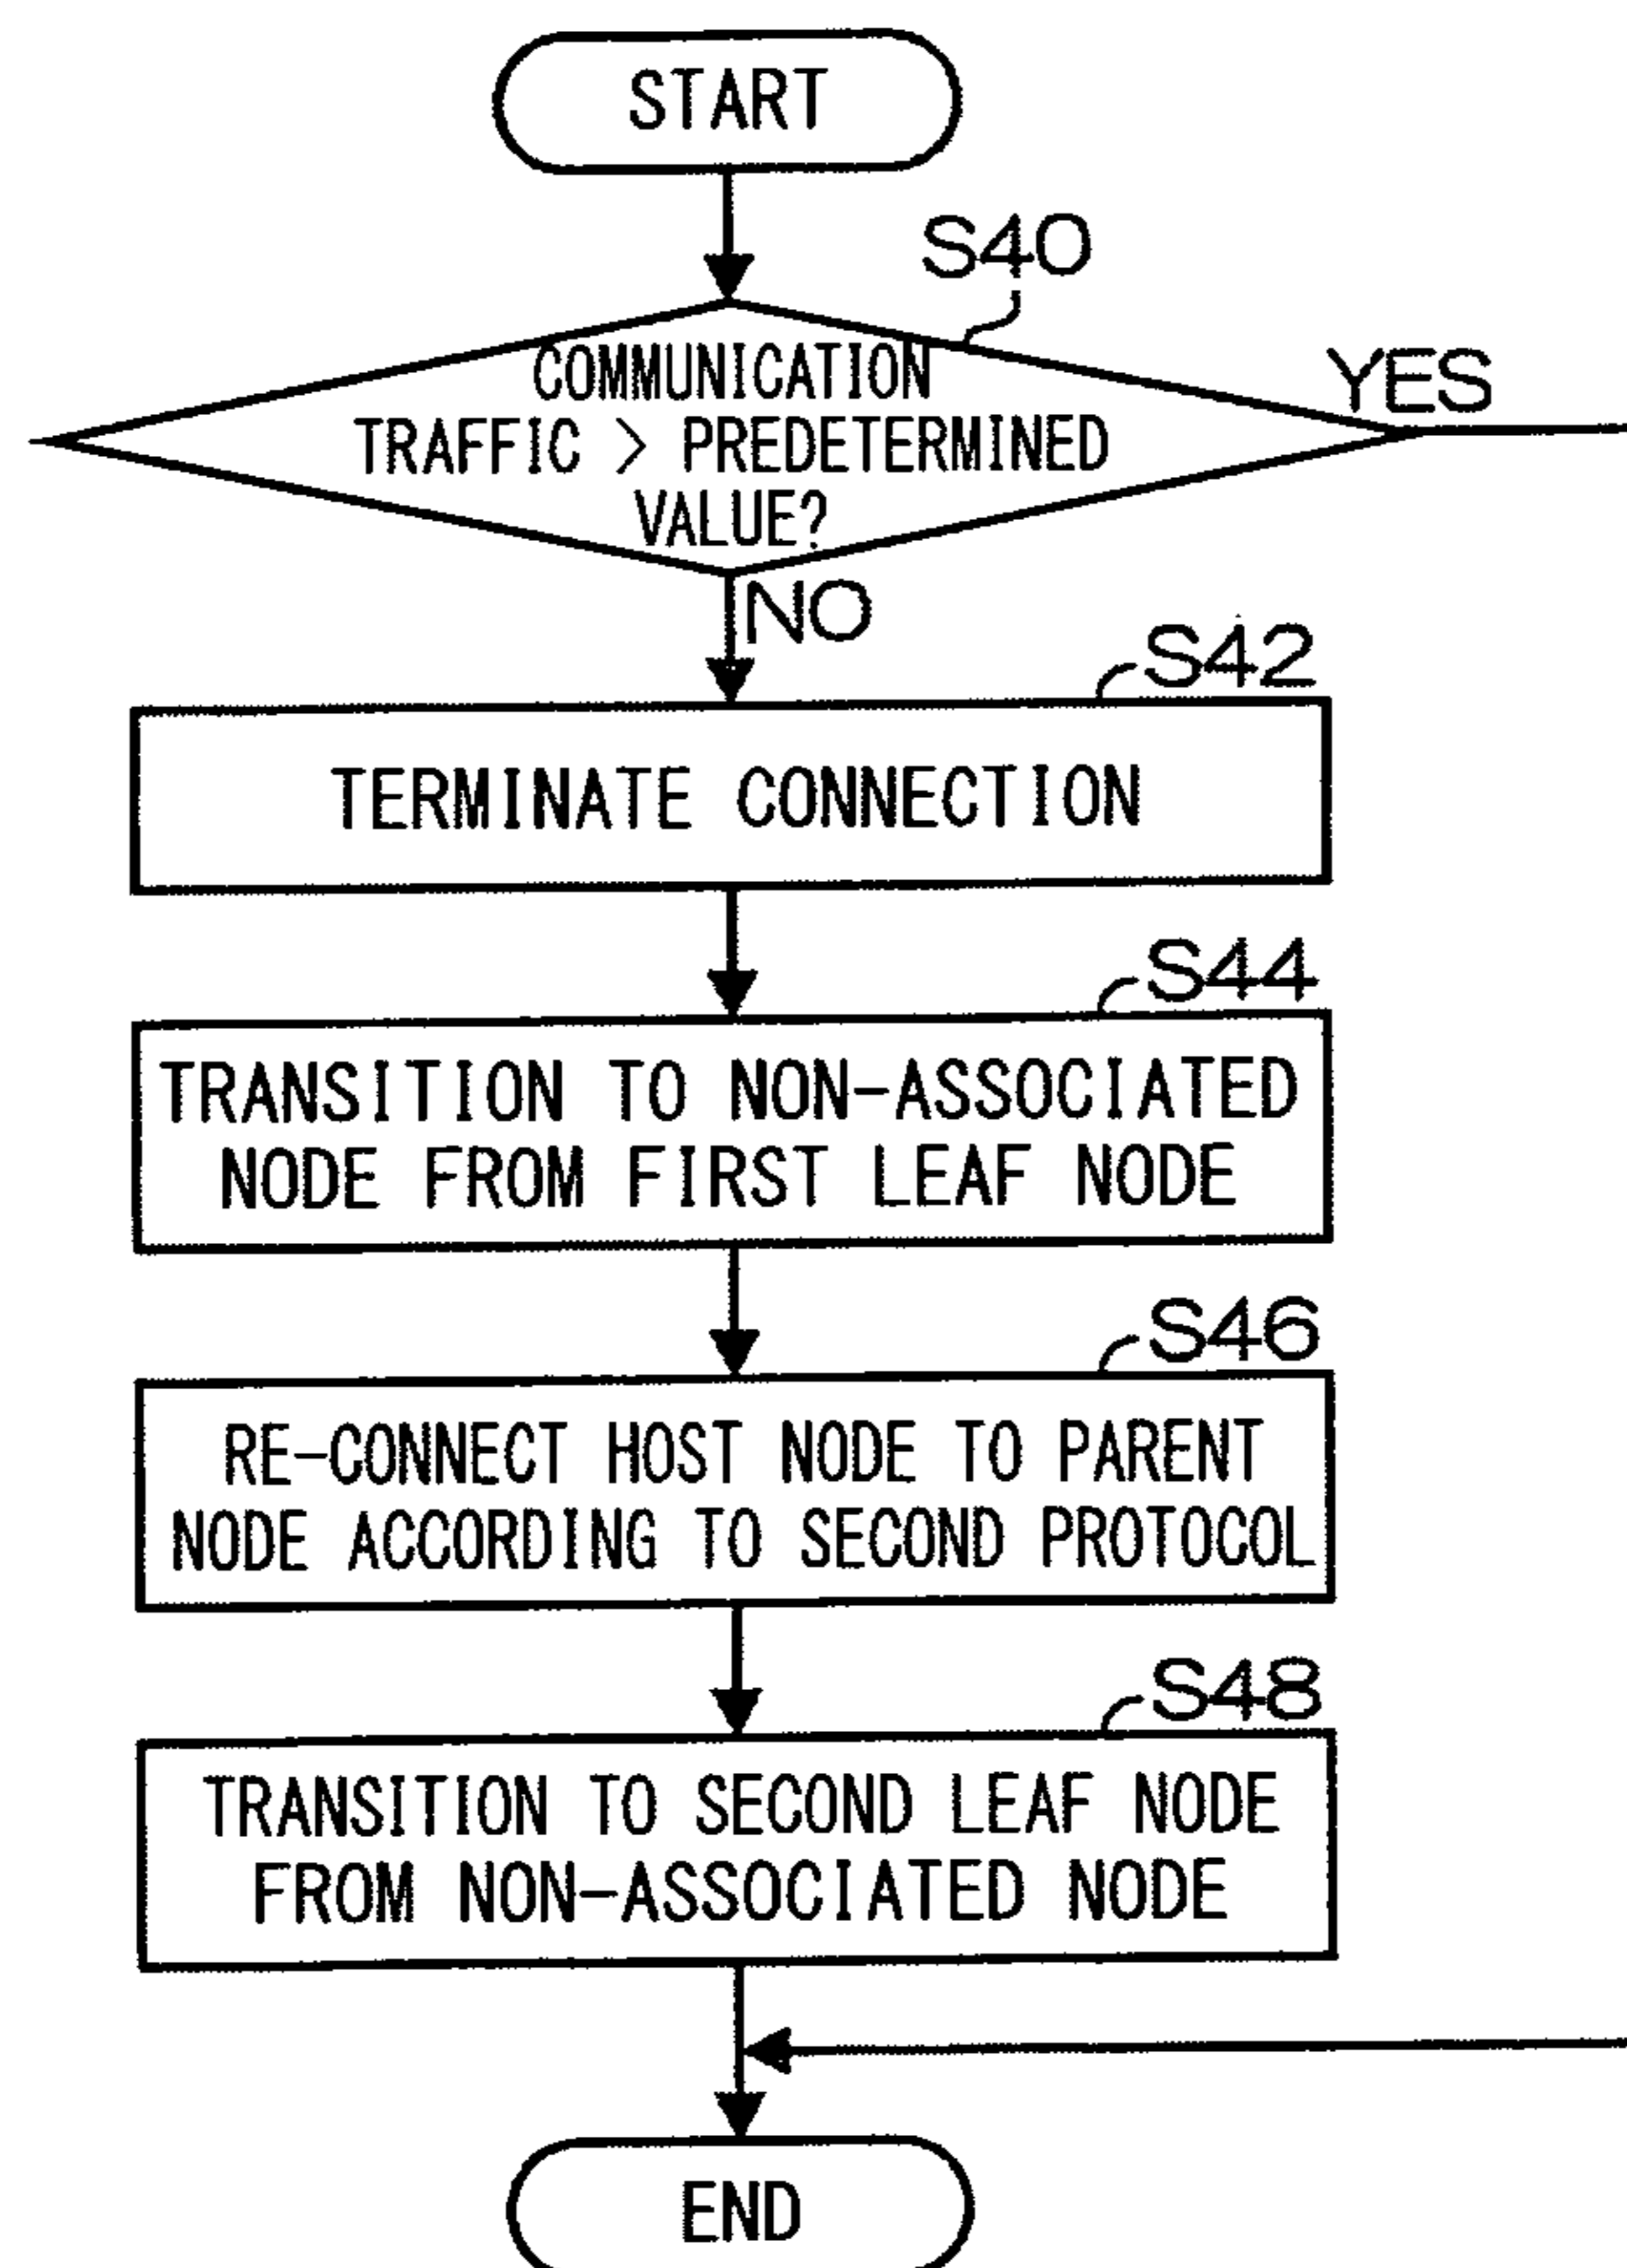 START
S40
COMMUNICATION
TRAFFIC > PREDETERMINED
VALUE?
YES
NO
S42
TERMINATE CONNECTION
S44
TRANSITION TO NON-ASSOCIATED
NODE FROM FIRST LEAF NODE
S46
RE-CONNECT HOST NODE TO PARENT
NODE ACCORDING TO SECOND PROTOCOL
S48
TRANSITION TO SECOND LEAF NODE
FROM NON-ASSOCIATED NODE
END